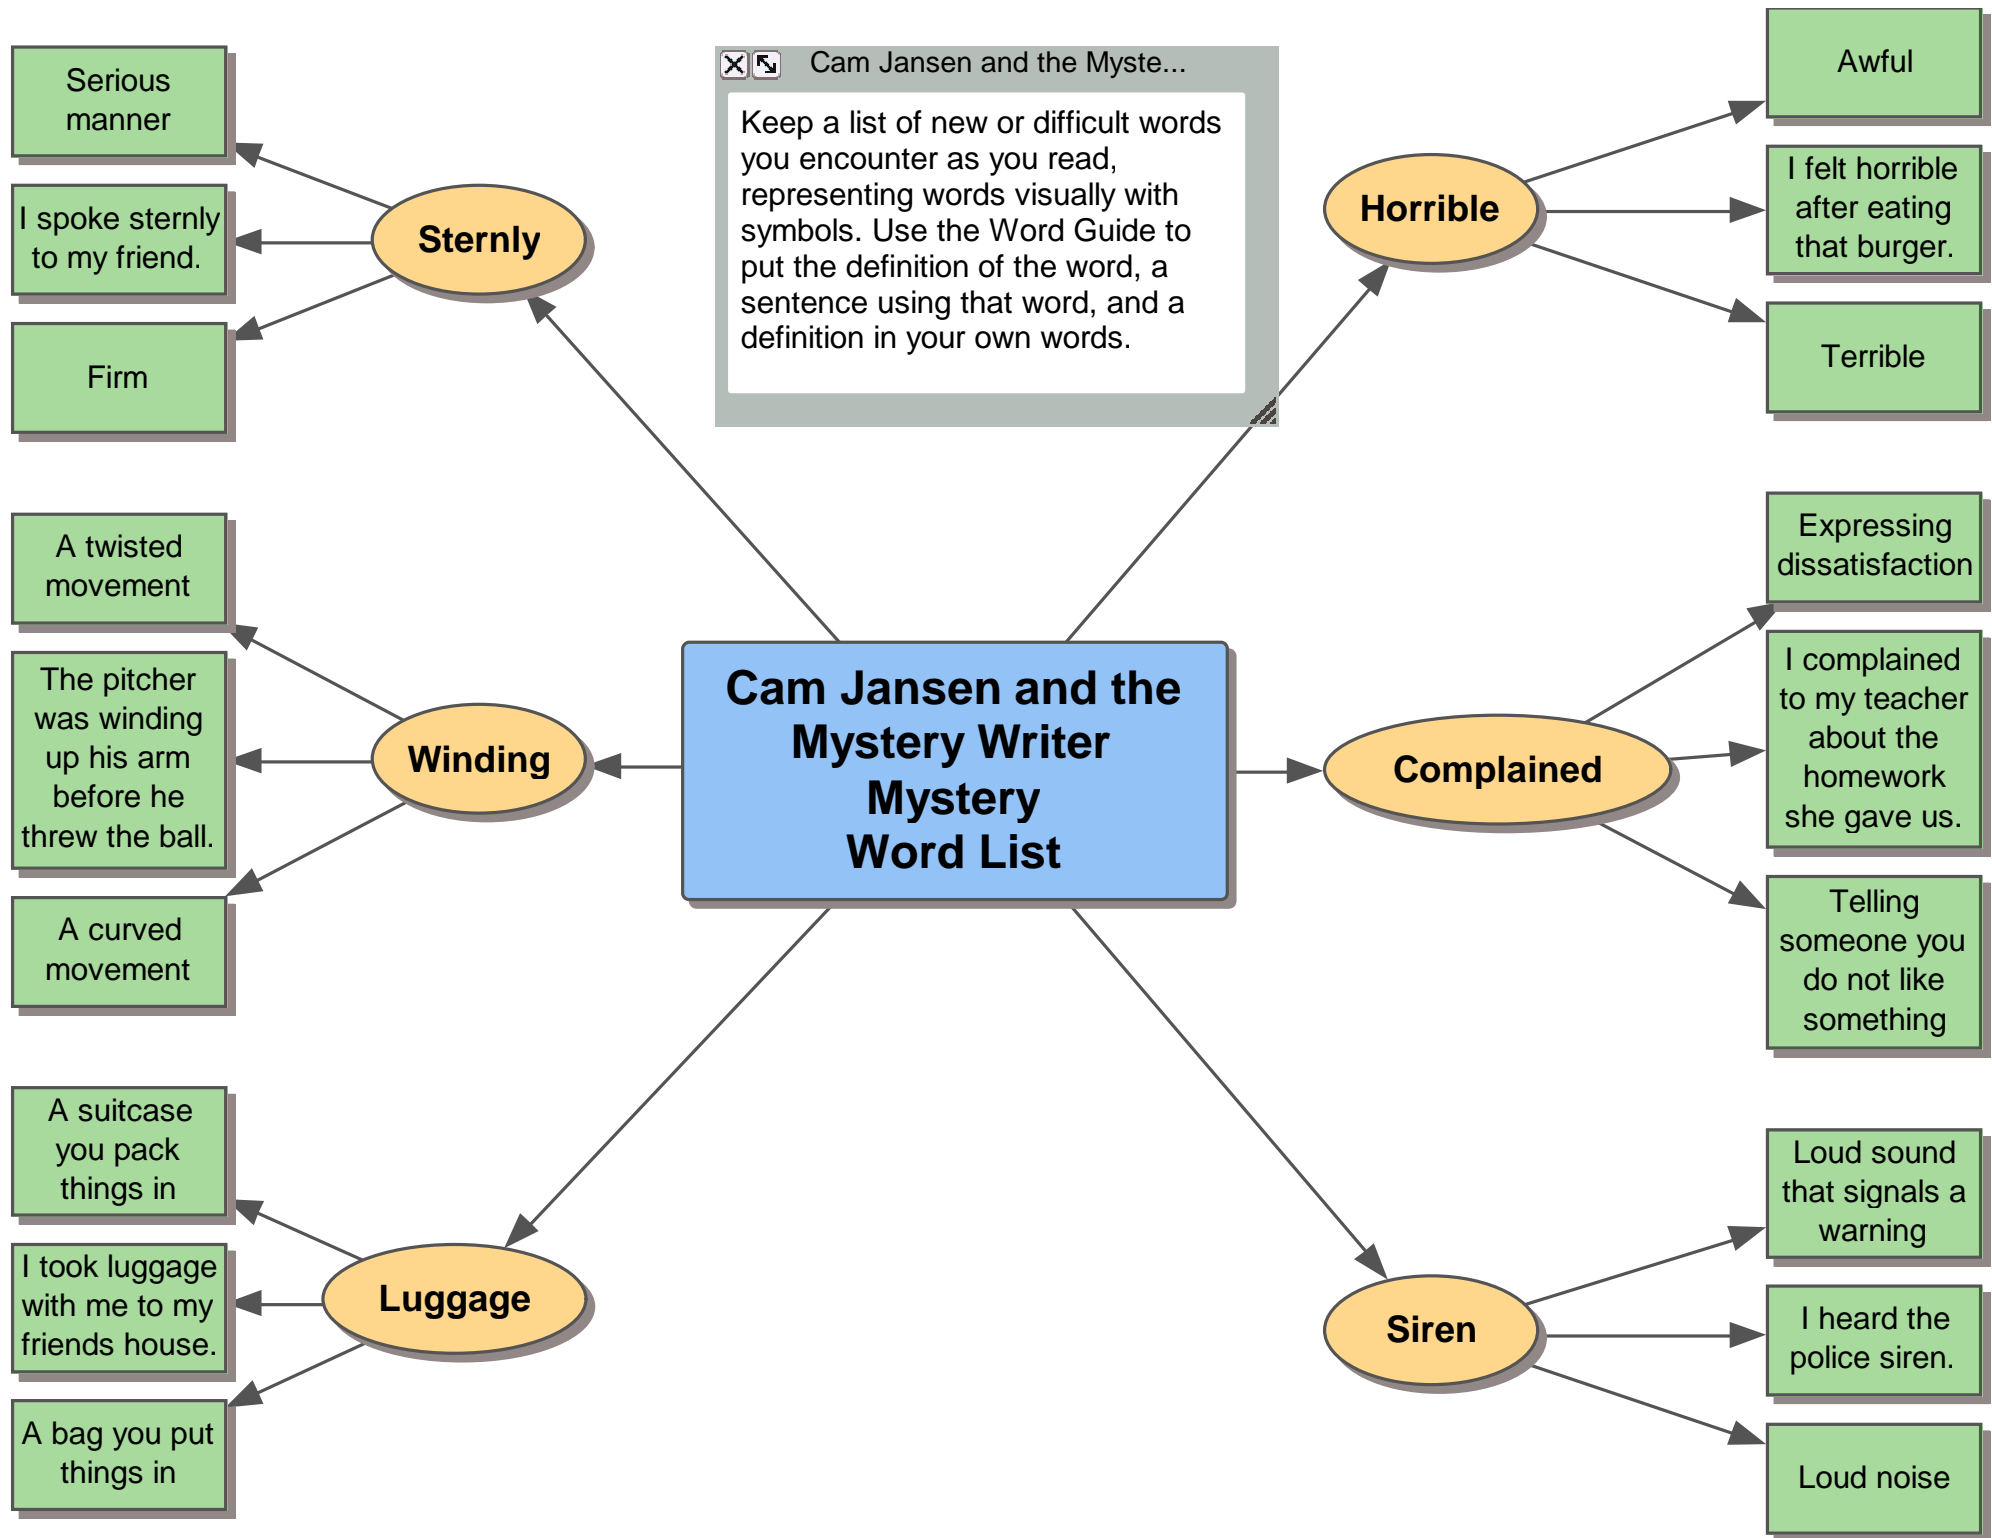 Cam Jansen and the Myste...
Keep a list of new or difficult words
you encounter as you read,
representing words visually with
symbols. Use the Word Guide to
put the definition of the word, a
sentence using that word, and a
definition in your own words.
Cam Jansen and the
Mystery Writer
Mystery
Word List
Sternly
Serious
manner
I spoke sternly
to my friend.
Firm
Winding
A twisted
movement
The pitcher
was winding
up his arm
before he
threw the ball.
A curved
movement
Luggage
A suitcase
you pack
things in
I took luggage
with me to my
friends house.
A bag you put
things in
Horrible
Awful
I felt horrible
after eating
that burger.
Terrible
Complained
Expressing
dissatisfaction
I complained
to my teacher
about the
homework
she gave us.
Telling
someone you
do not like
something
Siren
Loud sound
that signals a
warning
I heard the
police siren.
Loud noise